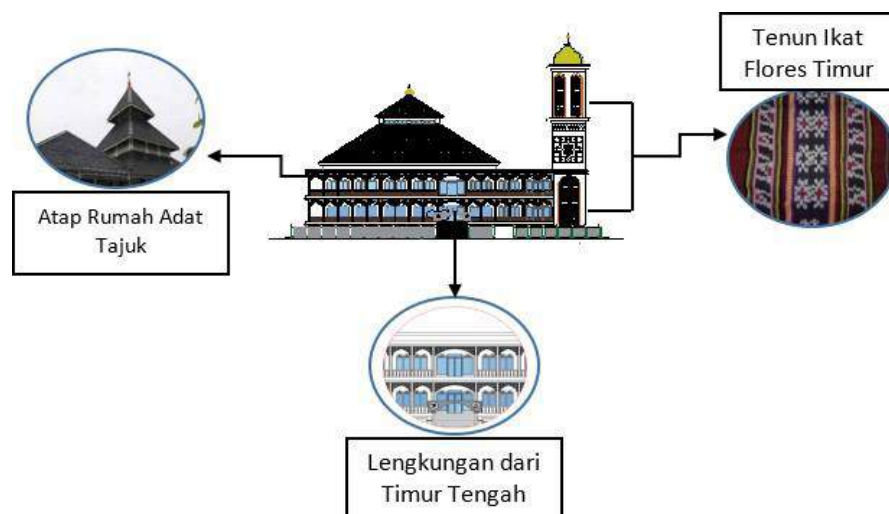 Tenun Ikat
Flores Timur
Atap Rumah Adat
Tajuk
Lengkungan dari
Timur Tengah